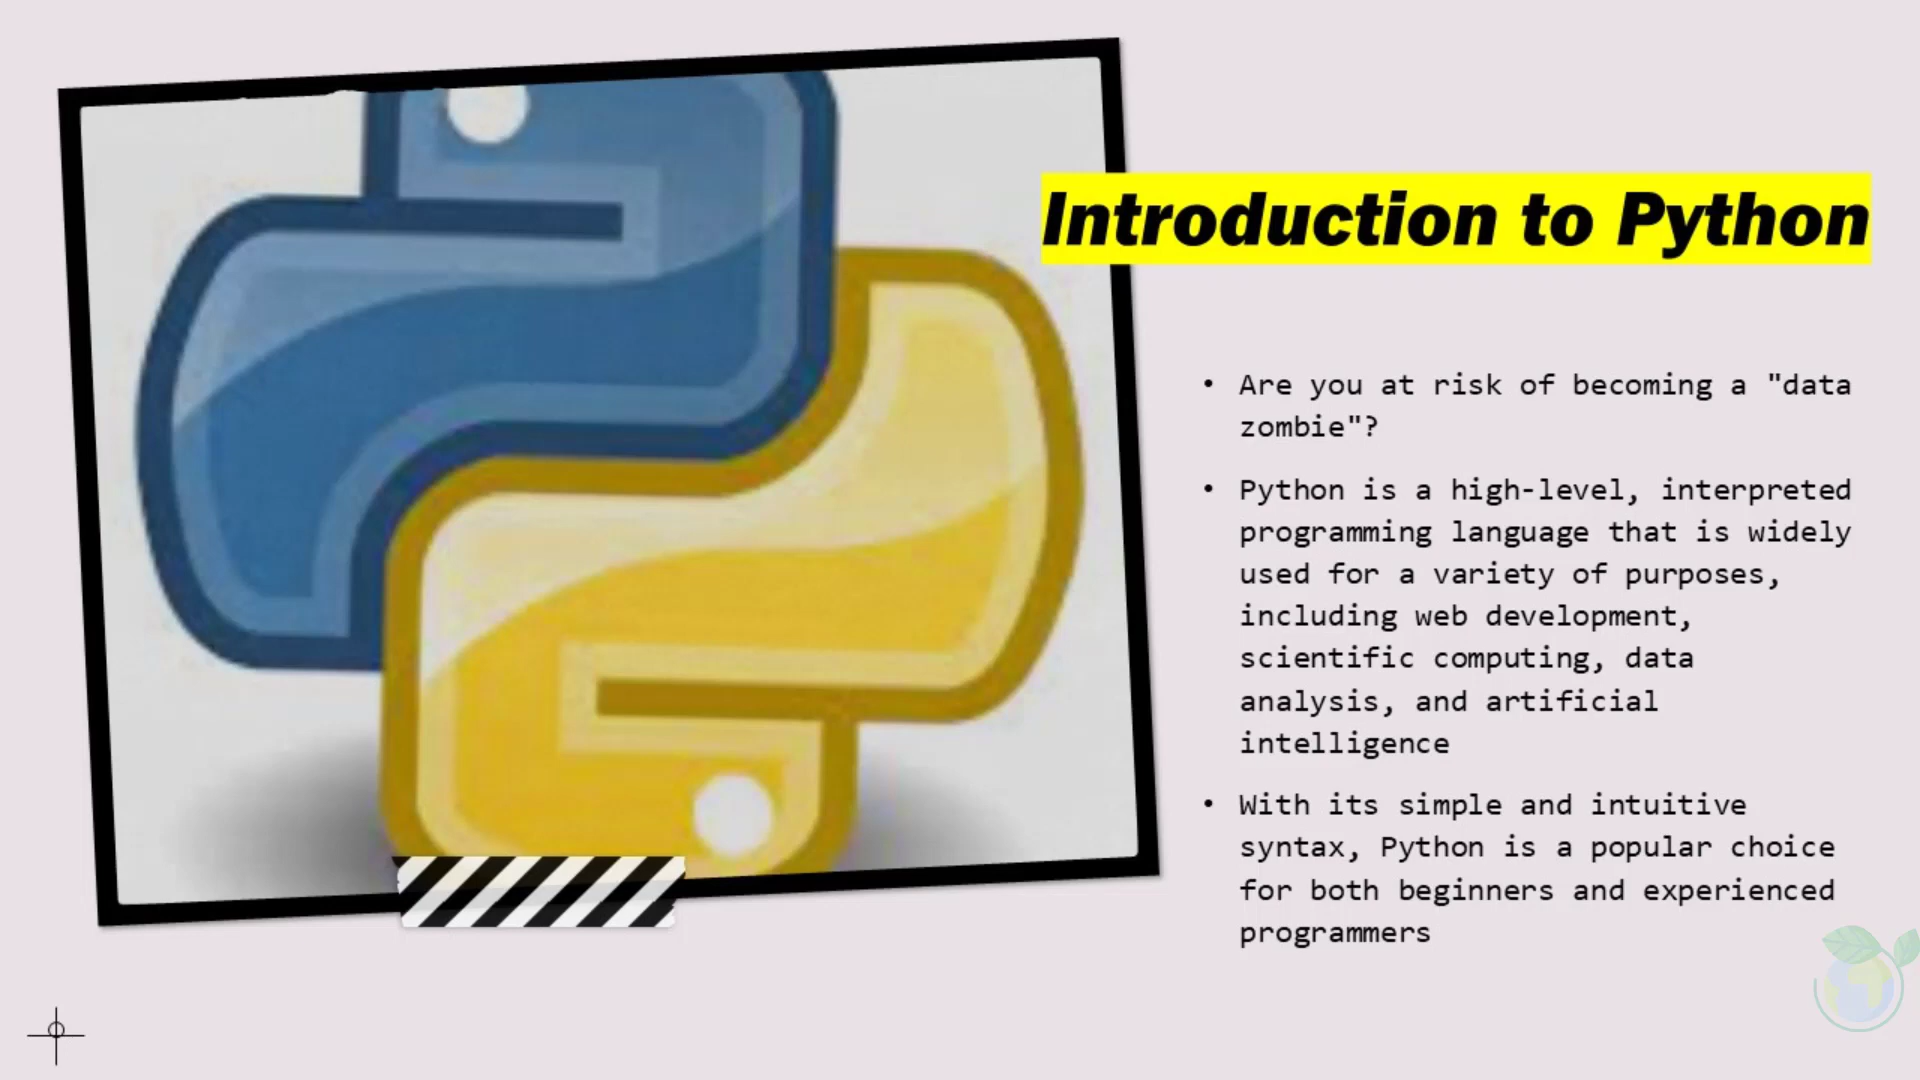 Introduction to Python
• Are you at risk of becoming a "data
zombie"?
• Python is a high-level, interpreted
programming language that is widely
used for a variety of purposes,
including web development,
scientific computing, data
analysis, and artificial
intelligence
• With its simple and intuitive
syntax, Python is a popular choice
for both beginners and experienced
programmers